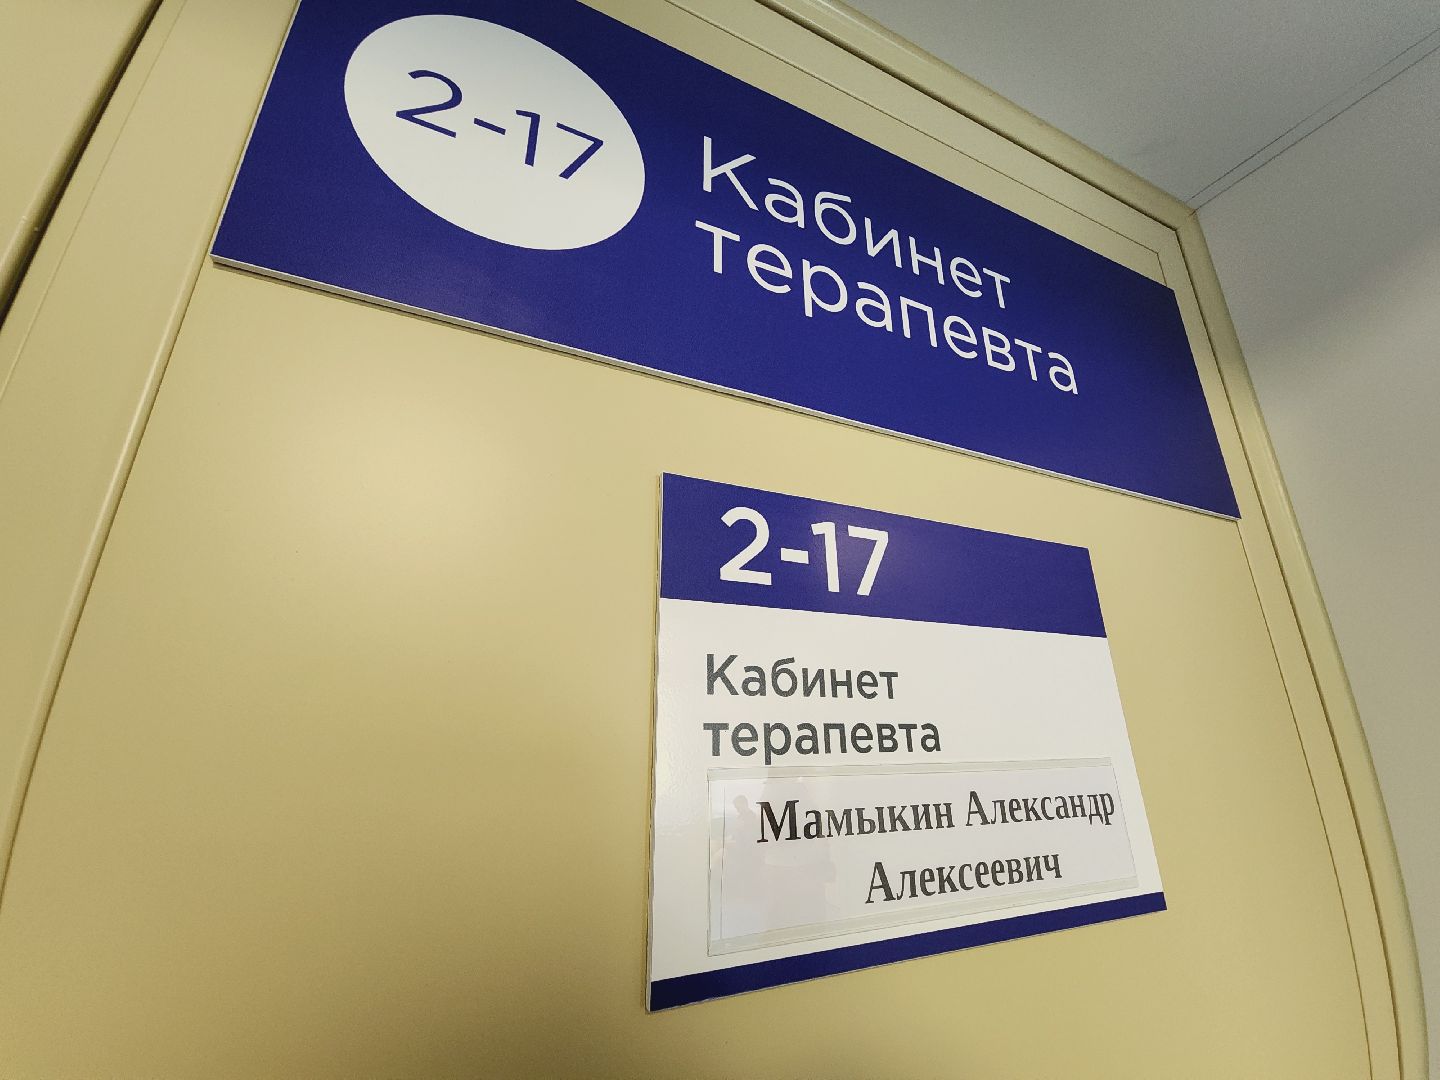 2-17
Кабинет
терапевта
2-17
Кабинет
терапевта
Мамыкин Александр
Алексеевич